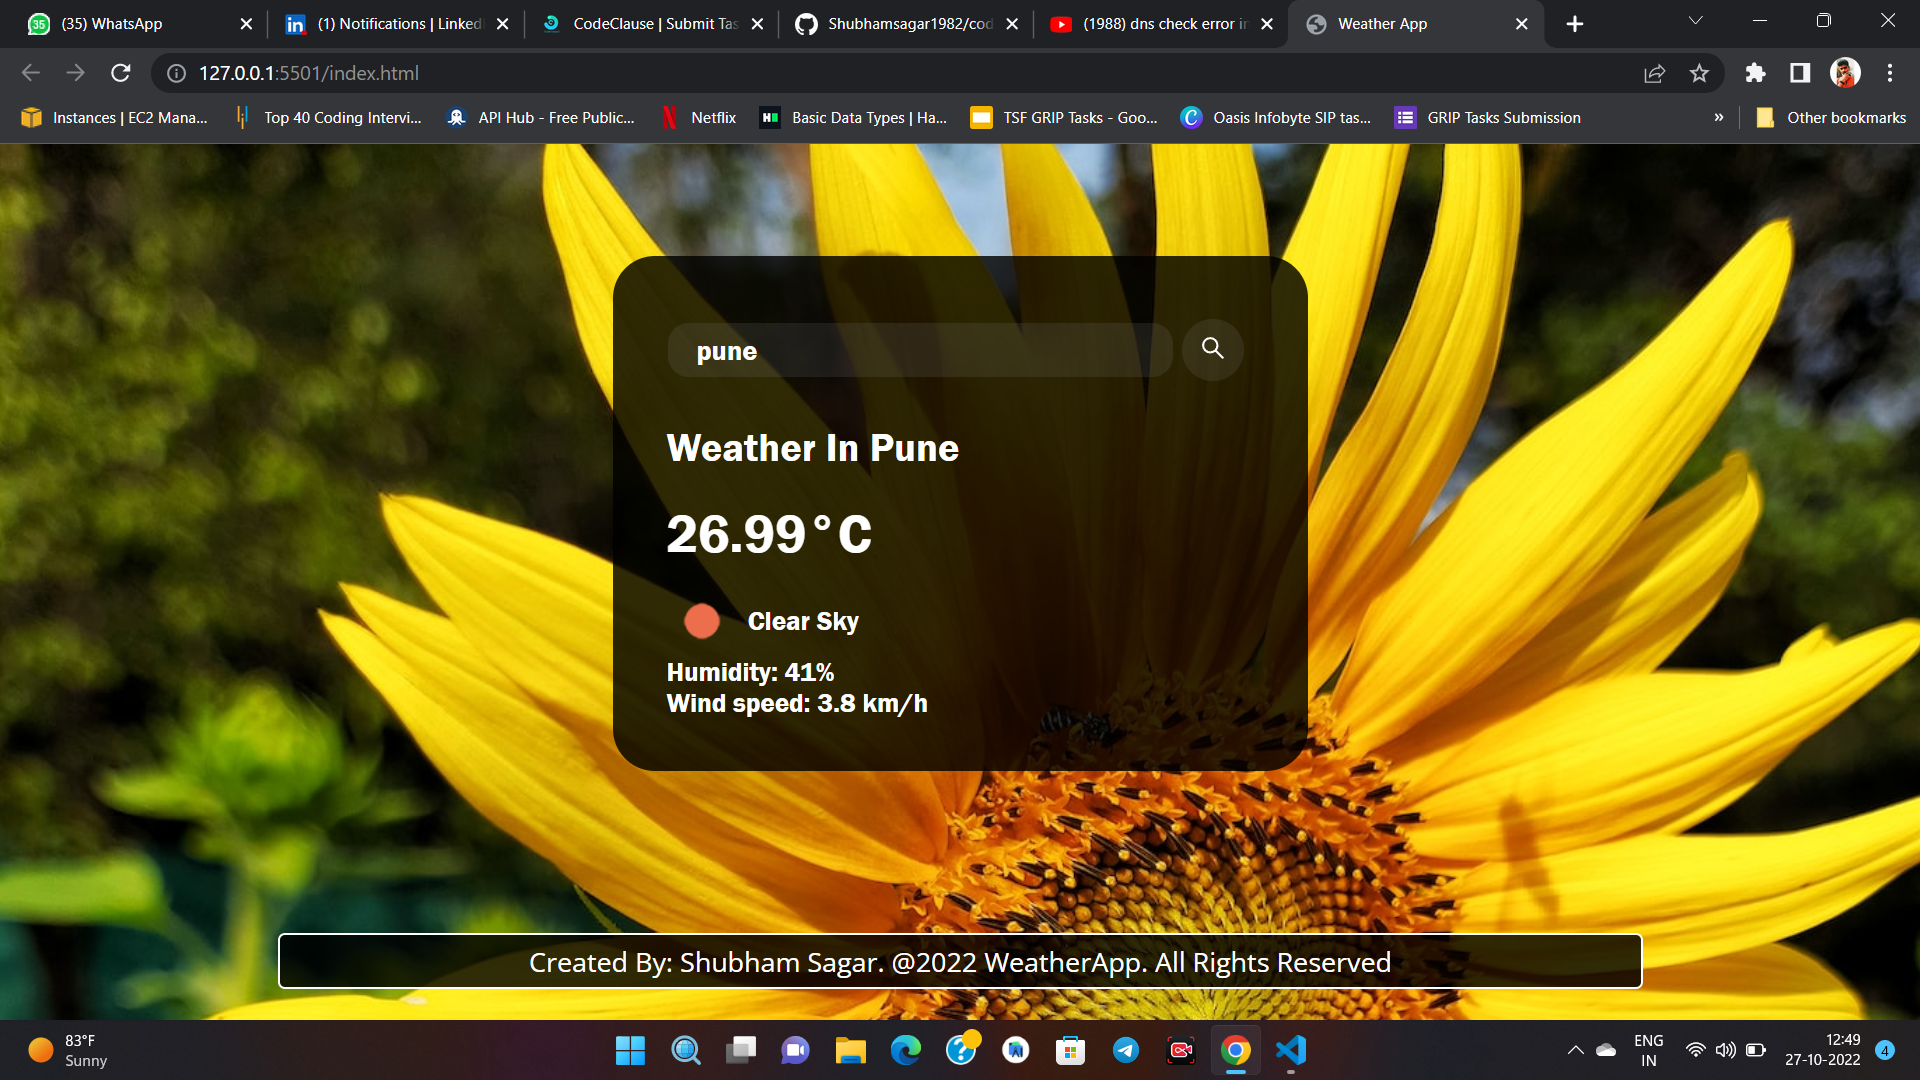 35
(35) WhatsApp
in
(1) Notifications | Linked
CodeClause | Submit Tas
Shubhamsagar1982/cod
(1988) dns check error i
Weather App
127.0.0.1:5501/index.html
Instances | EC2 Mana...
Top 40 Coding Intervi...
API Hub - Free Public...
Netflix
Basic Data Types | Ha...
TSF GRIP Tasks - Goo...
Oasis Infobyte SIP tas...
GRIP Tasks Submission
»
Other bookmarks
pune
Weather In Pune
26.99°C
Clear Sky
Humidity: 41%
Wind speed: 3.8 km/h
Created By: Shubham Sagar. @2022 WeatherApp. All Rights Reserved
83°F
Sunny
ENG
IN
12:49
27-10-2022
4